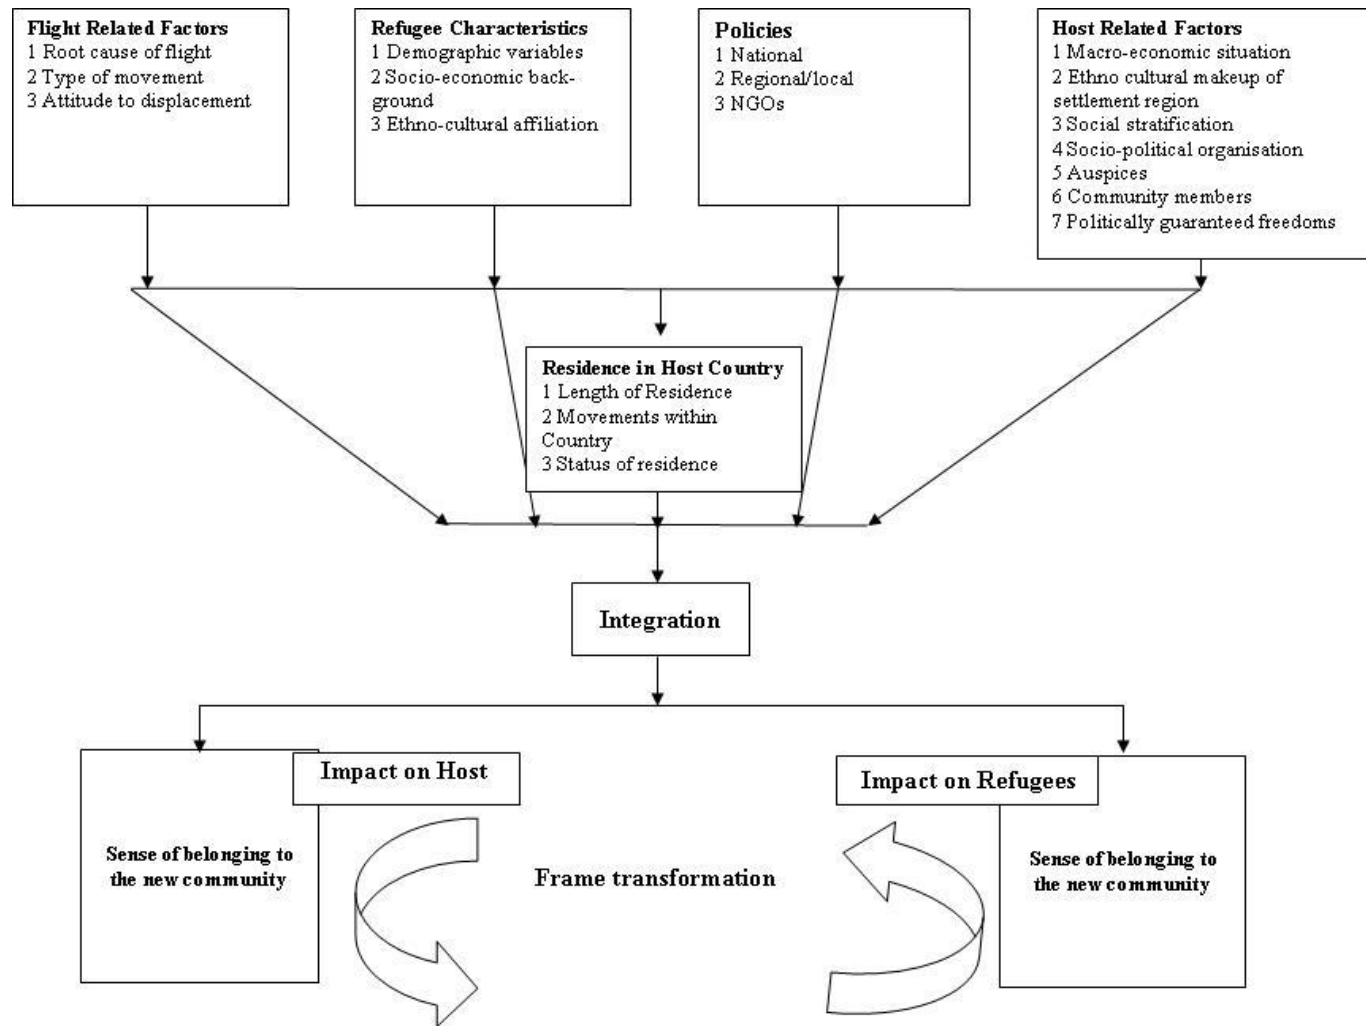 Flight Related Factors
1 Root cause of flight
2 Type of movement
3 Attitude to displacement
Refugee Characteristics
1 Demographic variables
2 Socio-economic back-
ground
3 Ethno-cultural affiliation
Policies
1 National
2 Regional/local
3 NGOs
Host Related Factors
1 Macro-economic situation
2 Ethno cultural makeup of
settlement region
3 Social stratification
4 Socio-political organisation
5 Auspices
6 Community members
7 Politically guaranteed freedoms
Residence in Host Country
1 Length of Residence
2 Movements within
Country
3 Status of residence
Integration
Impact on Host
Impact on Refugees
Sense of belonging to
the new community
Frame transformation
Sense of belonging to
the new community